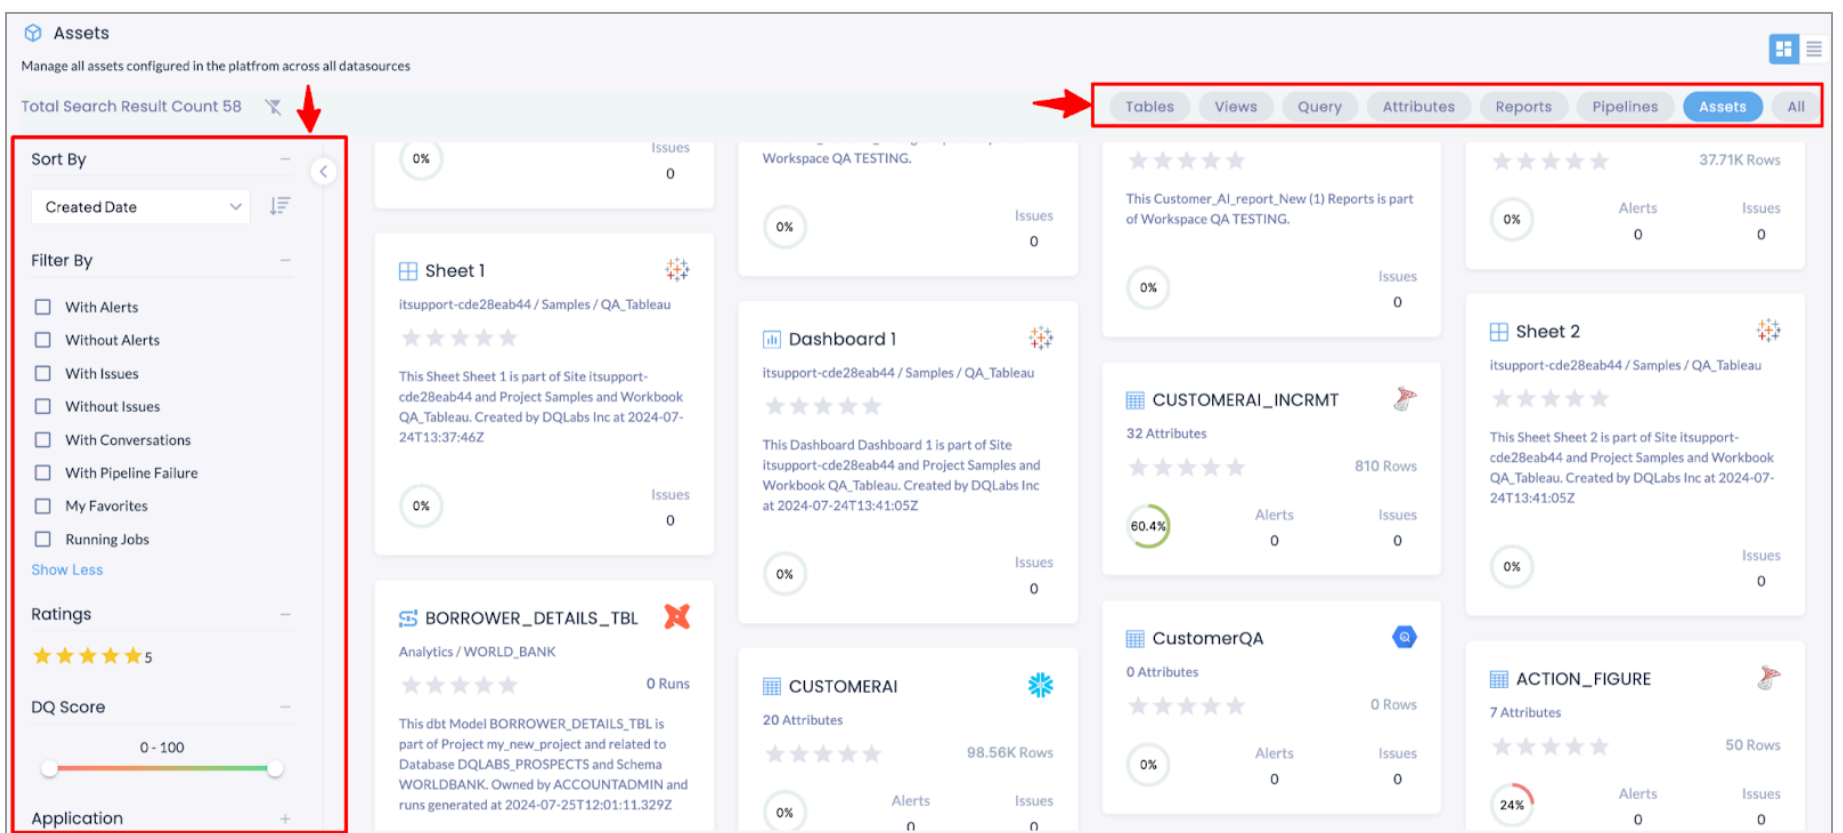 Assets
Manage all assets configured in the platfrom across all datasources
Total Search Result Count 58
Tables
Views
Query
Attributes
Reports
Pipelines
Assets
All
Sort By
Created Date
Filter By
With Alerts
Without Alerts
With Issues
Without Issues
With Conversations
With Pipeline Failure
My Favorites
Running Jobs
Show Less
Ratings
5
DQ Score
0 - 100
Application
0%
Issues
0
Sheet 1
itsupport-cde28eab44 / Samples / QA_Tableau
This Sheet Sheet 1 is part of Site itsupport-
cde28eab44 and Project Samples and Workbook
QA_Tableau. Created by DQLabs Inc at 2024-07-
24T13:37:46Z
0%
Issues
0
BORROWER_DETAILS_TBL
Analytics / WORLD_BANK
0 Runs
This dbt Model BORROWER_DETAILS_TBL is
part of Project my_new_project and related to
Database DQLABS_PROSPECTS and Schema
WORLDBANK. Owned by ACCOUNTADMIN and
runs generated at 2024-07-25T12:01:11.329Z
Workspace QA TESTING.
0%
Issues
0
Dashboard 1
itsupport-cde28eab44 / Samples / QA_Tableau
This Dashboard Dashboard 1 is part of Site
itsupport-cde28eab44 and Project Samples and
Workbook QA_Tableau. Created by DQLabs Inc
at 2024-07-24T13:41:05Z
0%
Issues
0
CUSTOMERAI
20 Attributes
98.56K Rows
0%
Alerts
0
Issues
0
This Customer_AI_report_New (1) Reports is part
of Workspace QA TESTING.
0%
Issues
0
CUSTOMERAI_INCRMT
32 Attributes
810 Rows
60.4%
Alerts
0
Issues
0
CustomerQA
0 Attributes
0 Rows
0%
Alerts
0
Issues
0
37.71K Rows
0%
Alerts
0
Issues
0
Sheet 2
itsupport-cde28eab44 / Samples / QA_Tableau
This Sheet Sheet 2 is part of Site itsupport-
cde28eab44 and Project Samples and Workbook
QA_Tableau. Created by DQLabs Inc at 2024-07-
24T13:41:05Z
0%
Issues
0
ACTION_FIGURE
7 Attributes
50 Rows
24%
Alerts
0
Issues
0